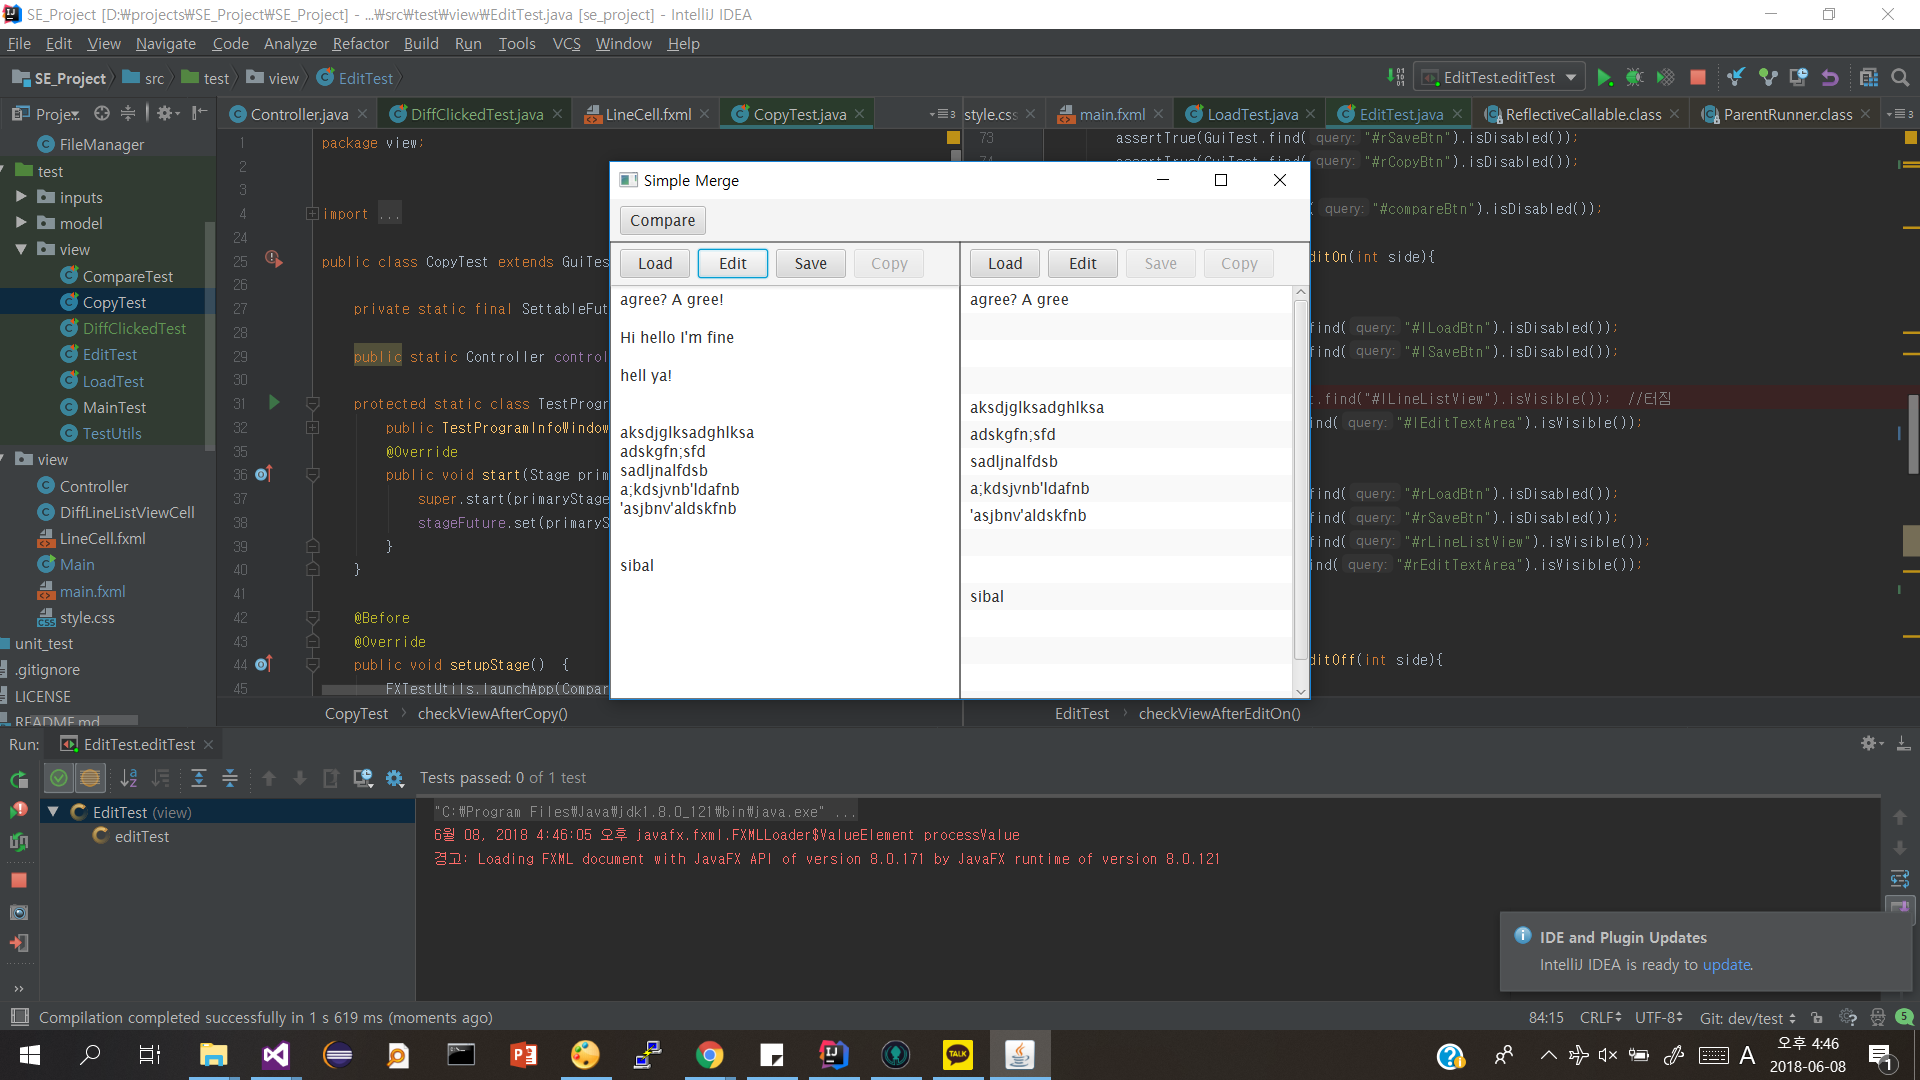 SE_Project [D:₩projects₩SE_Project₩SE_Project] - ...₩src₩test₩view₩EditTest.java [se_project] - IntelliJ IDEA
File Edit View Navigate Code Analyze Refactor Build Run Tools VCS Window Help
SE_Project src test view EditTest
EditTest.editTest
Proje
Controller.java DiffClickedTest.java LineCell.fxml CopyTest.java
style.css main.fxml LoadTest.java EditTest.java ReflectiveCallable.class ParentRunner.class
FileManager
test
inputs
model
view
CompareTest
CopyTest
DiffClickedTest
EditTest
LoadTest
MainTest
TestUtils
view
Controller
DiffLineListViewCell
LineCell.fxml
Main
main.fxml
style.css
unit_test
.gitignore
LICENSE
README.md
1 package view;
2
3
4 import ...
24
25 public class CopyTest extends GuiTes
26
27 private static final SettableFut
28
29 public static Controller control
30
31 protected static class TestProgr
32 public TestProgramInfoWindow
35 @Override
36 public void start(Stage prim
37 super.start(primaryStage
38 stageFuture.set(primaryS
39 }
40 }
41
42 @Before
43 @Override
44 public void setupStage() {
45 FXTestUtils.launchApp(Compar
CopyTest checkViewAfterCopy()
Simple Merge
Compare
Load Edit Save Copy
agree? A gree!
Hi hello I'm fine
hell ya!
aksdjglksadghlksa
adskgfn;sfd
sadljnalfdsb
a;kdsjvnb'ldafnb
'asjbnv'aldskfnb
sibal
Load Edit Save Copy
agree? A gree
aksdjglksadghlksa
adskgfn;sfd
sadljnalfdsb
a;kdsjvnb'ldafnb
'asjbnv'aldskfnb
sibal
73 assertTrue(GuiTest.find( query: "#rSaveBtn").isDisabled());
74 assertTrue(GuiTest.find( query: "#rCopyBtn").isDisabled());
( query: "#compareBtn").isDisabled());
ditOn(int side){
find( query: "#lLoadBtn").isDisabled());
find( query: "#lSaveBtn").isDisabled());
t.find("#lLineListView").isVisible()); //터짐
nd( query: "#lEditTextArea").isVisible());
find( query: "#rLoadBtn").isDisabled());
find( query: "#rSaveBtn").isDisabled());
find( query: "#rLineListView").isVisible());
nd( query: "#rEditTextArea").isVisible());
ditOff(int side){
EditTest checkViewAfterEditOn()
Run: EditTest.editTest
Tests passed: 0 of 1 test
EditTest (view)
editTest
"C:₩Program Files₩Java₩jdk1.8.0_121₩bin₩java.exe" ...
6월 08, 2018 4:46:05 오후 javafx.fxml.FXMLLoader$ValueElement processValue
경고: Loading FXML document with JavaFX API of version 8.0.171 by JavaFX runtime of version 8.0.121
IDE and Plugin Updates
IntelliJ IDEA is ready to update.
Compilation completed successfully in 1 s 619 ms (moments ago)
84:15 CRLF UTF-8 Git: dev/test 5
TALK
A
오후 4:46
2018-06-08
1